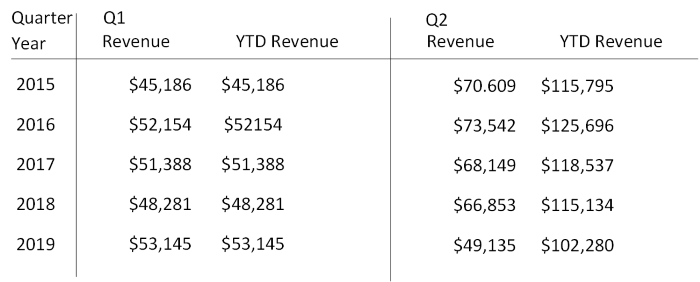 Quarter Q1 Q2
Year Revenue YTD Revenue Revenue YTD Revenue
2015 $45,186 $45,186 $70.609 $115,795
2016 $52,154 $52154 $73,542 $125,696
2017 $51,388 $51,388 $68,149 $118,537
2018 $48,281 $48,281 $66,853 $115,134
2019 $53,145 $53,145 $49,135 $102,280